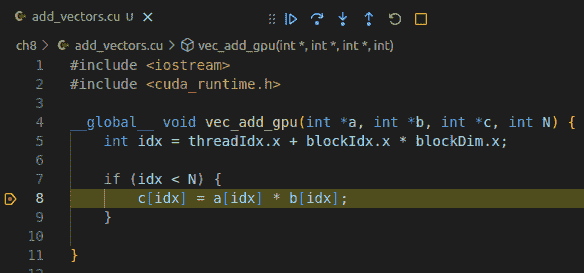 add_vectors.cu U
ch8 > add_vectors.cu > vec_add_gpu(int *, int *, int *, int)
1 #include <iostream>
2 #include <cuda_runtime.h>
3
4 __global__ void vec_add_gpu(int *a, int *b, int *c, int N) {
5 int idx = threadIdx.x + blockIdx.x * blockDim.x;
6
7 if (idx < N) {
8 c[idx] = a[idx] * b[idx];
9 }
10
11 }
12